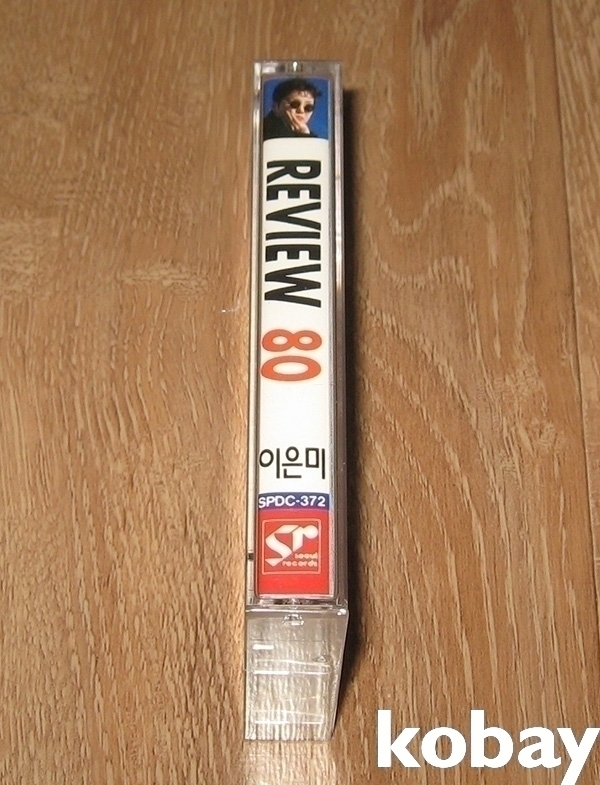 REVIEW
80
이은미
SPDC-372
sr
seoul
records
kobay